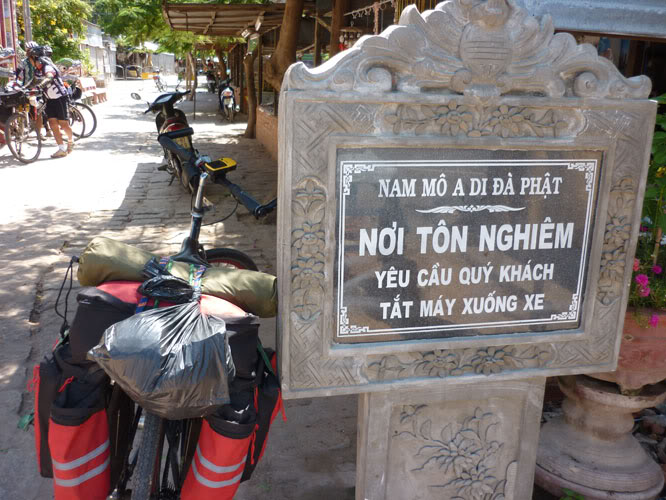 NAM MÔ A DI ĐÀ PHẬT
NƠI TÔN NGHIÊM
YÊU CẦU QUÝ KHÁCH
TẮT MÁY XUỐNG XE